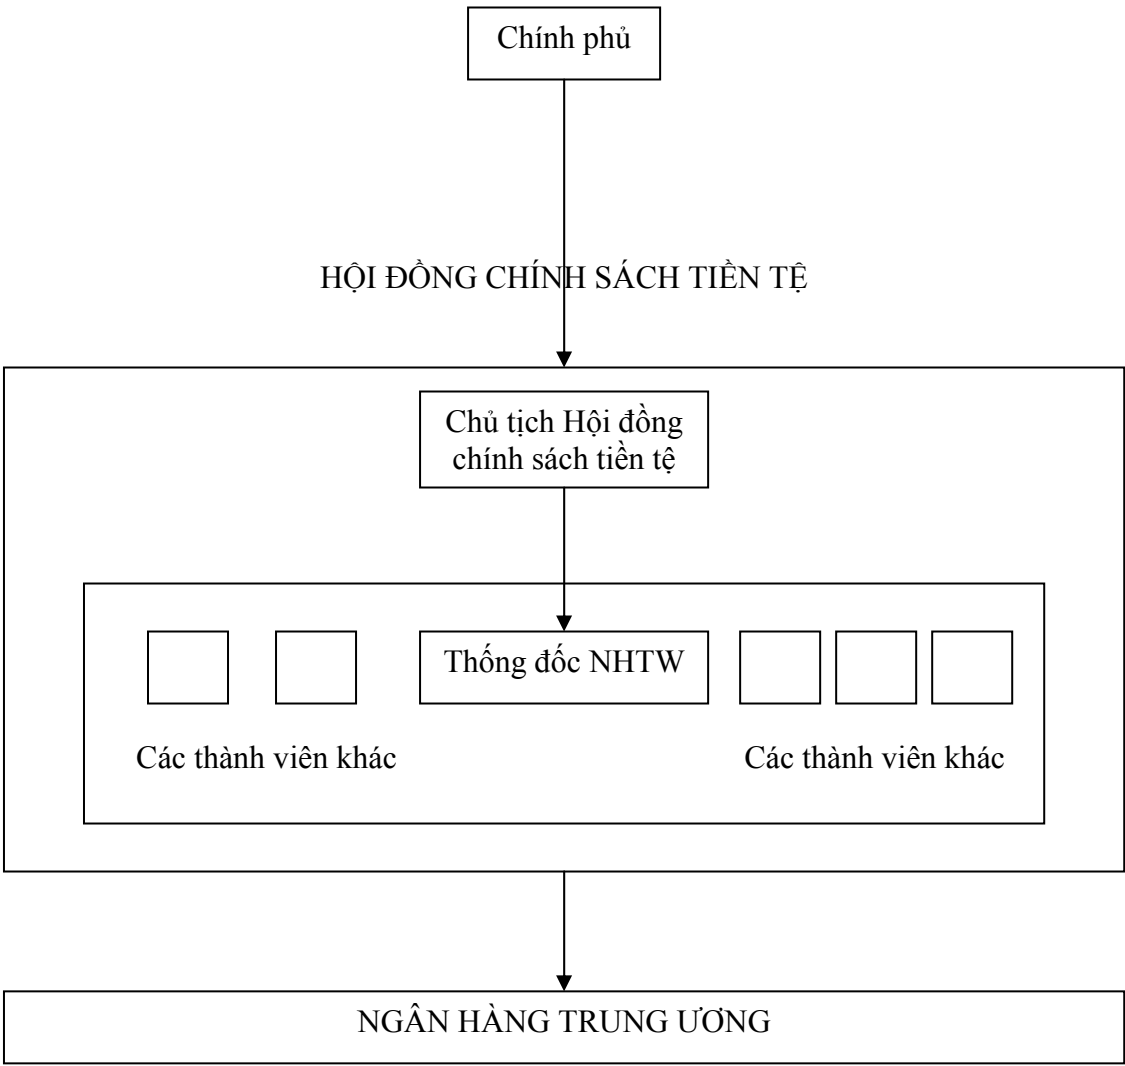 Chính phủ
HỘI ĐỒNG CHÍNH SÁCH TIỀN TỆ
Chủ tịch Hội đồng
chính sách tiền tệ
Thống đốc NHTW
Các thành viên khác
Các thành viên khác
NGÂN HÀNG TRUNG ƯƠNG